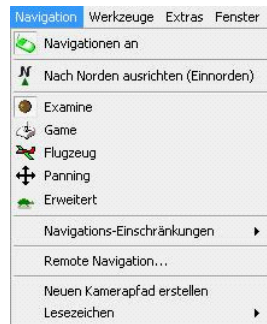 Navigation Werkzeuge Extras Fenster
Navigationen an
Nach Norden ausrichten (Einnorden)
Examine
Game
Flugzeug
Panning
Erweitert
Navigations-Einschränkungen
Remote Navigation...
Neuen Kamerapfad erstellen
Lesezeichen